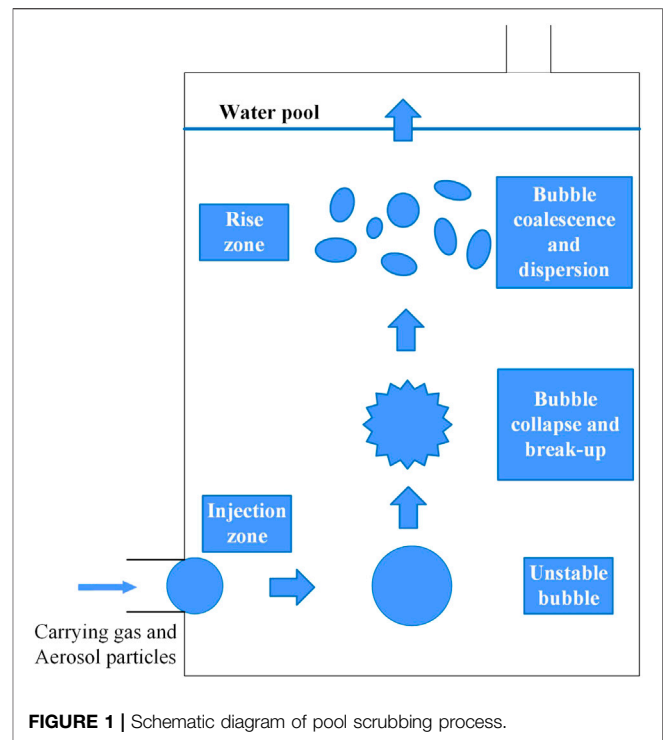 Water pool
Rise
zone
Bubble
coalescence
and
dispersion
Bubble
collapse and
break-up
Injection
zone
Unstable
bubble
Carrying gas and
Aerosol particles
FIGURE 1 | Schematic diagram of pool scrubbing process.